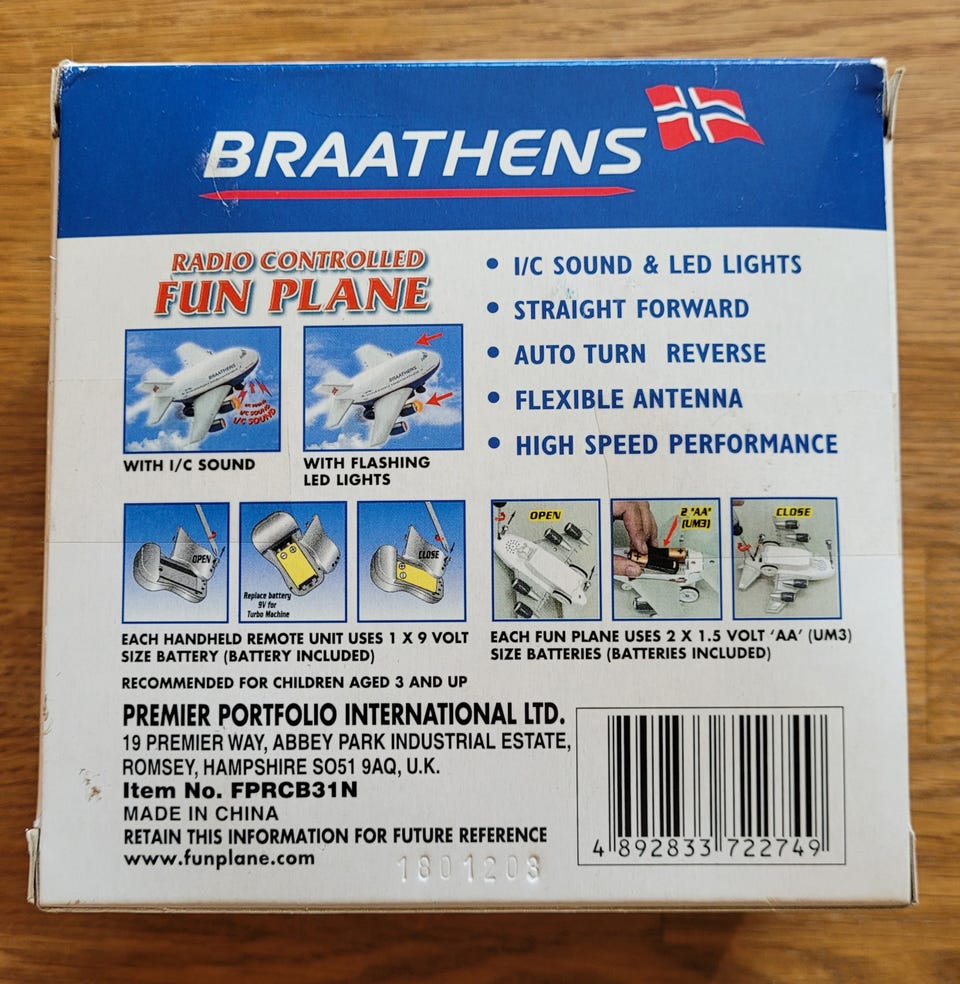 BRAATHENS
RADIO CONTROLLED
FUN PLANE
• I/C SOUND & LED LIGHTS
• STRAIGHT FORWARD
• AUTO TURN REVERSE
• FLEXIBLE ANTENNA
• HIGH SPEED PERFORMANCE
BRAATHENS
I/C SOUND
I/C SOUND
BRAATHENS
WITH I/C SOUND
WITH FLASHING
LED LIGHTS
OPEN
Replace battery
9V for
Turbo Machine
CLOSE
OPEN
2 "AA"
(UM3)
CLOSE
EACH HANDHELD REMOTE UNIT USES 1 X 9 VOLT
SIZE BATTERY (BATTERY INCLUDED)
EACH FUN PLANE USES 2 X 1.5 VOLT 'AA' (UM3)
SIZE BATTERIES (BATTERIES INCLUDED)
RECOMMENDED FOR CHILDREN AGED 3 AND UP
PREMIER PORTFOLIO INTERNATIONAL LTD.
19 PREMIER WAY, ABBEY PARK INDUSTRIAL ESTATE,
ROMSEY, HAMPSHIRE SO51 9AQ, U.K.
Item No. FPRCB31N
MADE IN CHINA
RETAIN THIS INFORMATION FOR FUTURE REFERENCE
www.funplane.com
1801203
4 892833 722749